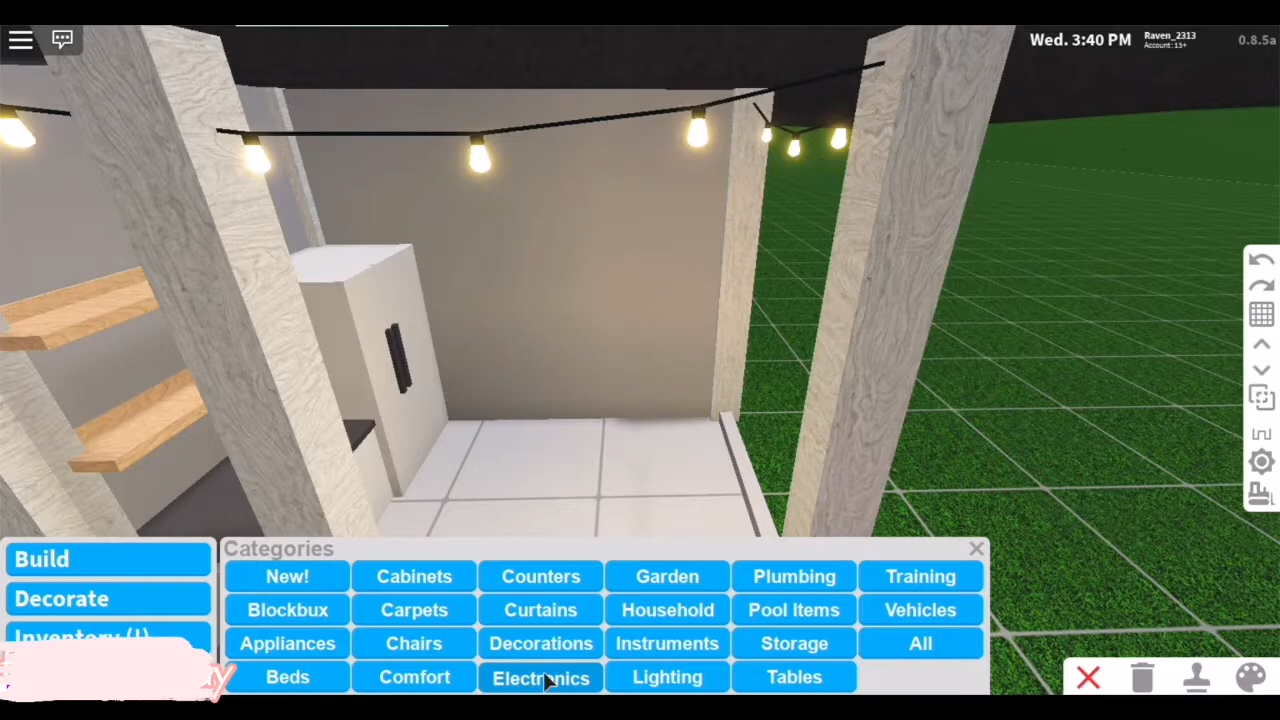 Wed. 3:40 PM
Raven_2313
Account: 13+
0.8.5a
Build
Decorate
Inventory (!)
Categories
New!
Cabinets
Counters
Garden
Plumbing
Training
Blockbux
Carpets
Curtains
Household
Pool Items
Vehicles
Appliances
Chairs
Decorations
Instruments
Storage
All
Beds
Comfort
Electronics
Lighting
Tables